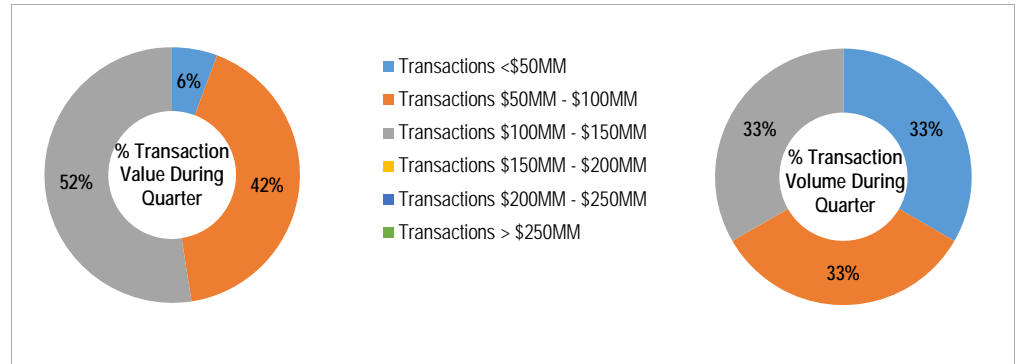 6%
42%
52%
% Transaction
Value During
Quarter
Transactions <$50MM
Transactions $50MM - $100MM
Transactions $100MM - $150MM
Transactions $150MM - $200MM
Transactions $200MM - $250MM
Transactions > $250MM
33%
33%
33%
% Transaction
Volume During
Quarter